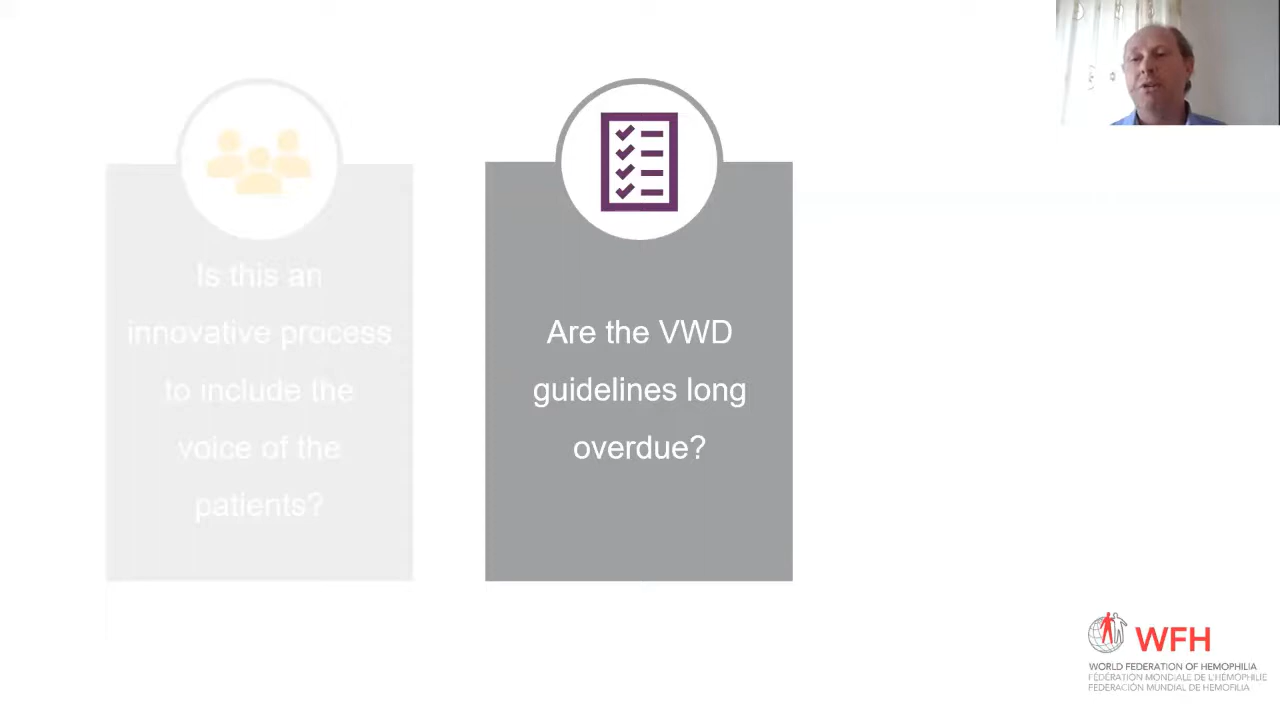 Is this an
innovative process
to include the
voice of the
patients?
Are the VWD
guidelines long
overdue?
WFH
WORLD FEDERATION OF HEMOPHILIA
FÉDÉRATION MONDIALE DE L'HÉMOPHILIE
FEDERACIÓN MUNDIAL DE HEMOFILIA